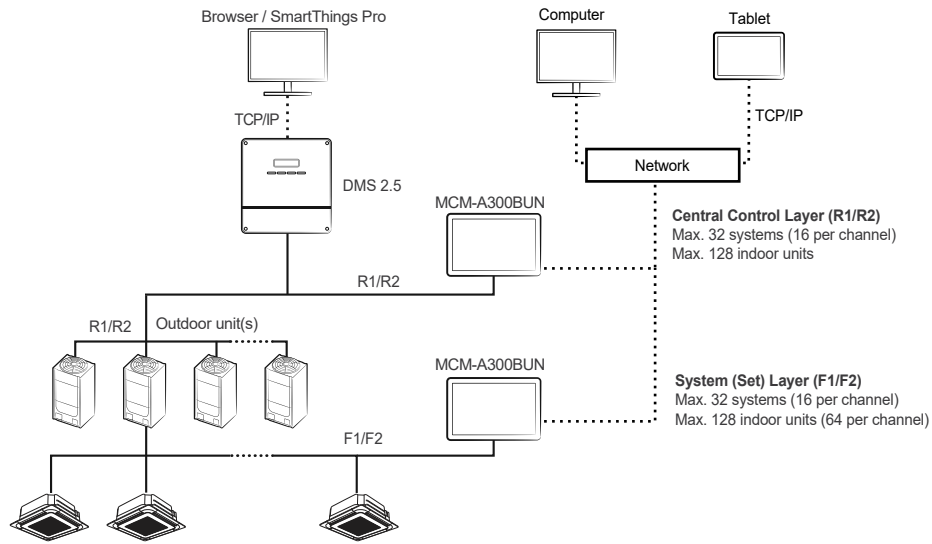 Browser / SmartThings Pro
Computer
Tablet
TCP/IP
TCP/IP
Network
DMS 2.5
MCM-A300BUN
Central Control Layer (R1/R2)
Max. 32 systems (16 per channel)
Max. 128 indoor units
R1/R2
R1/R2
Outdoor unit(s)
MCM-A300BUN
System (Set) Layer (F1/F2)
Max. 32 systems (16 per channel)
Max. 128 indoor units (64 per channel)
F1/F2